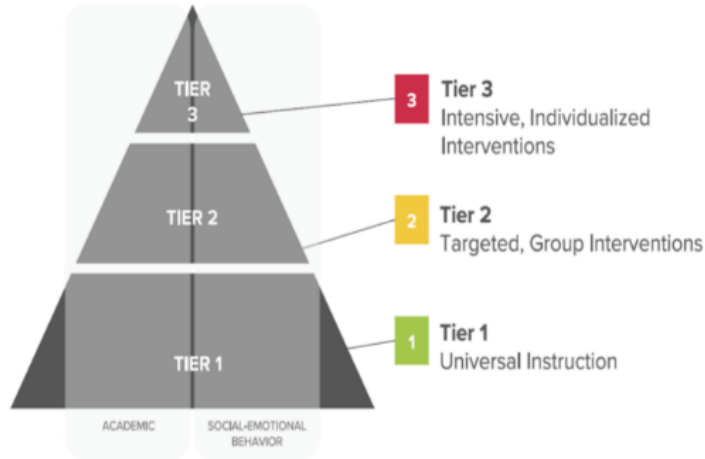 TIER
3
3
Tier 3
Intensive, Individualized
Interventions
TIER 2
2
Tier 2
Targeted, Group Interventions
TIER 1
1
Tier 1
Universal Instruction
ACADEMIC
SOCIAL-EMOTIONAL
BEHAVIOR